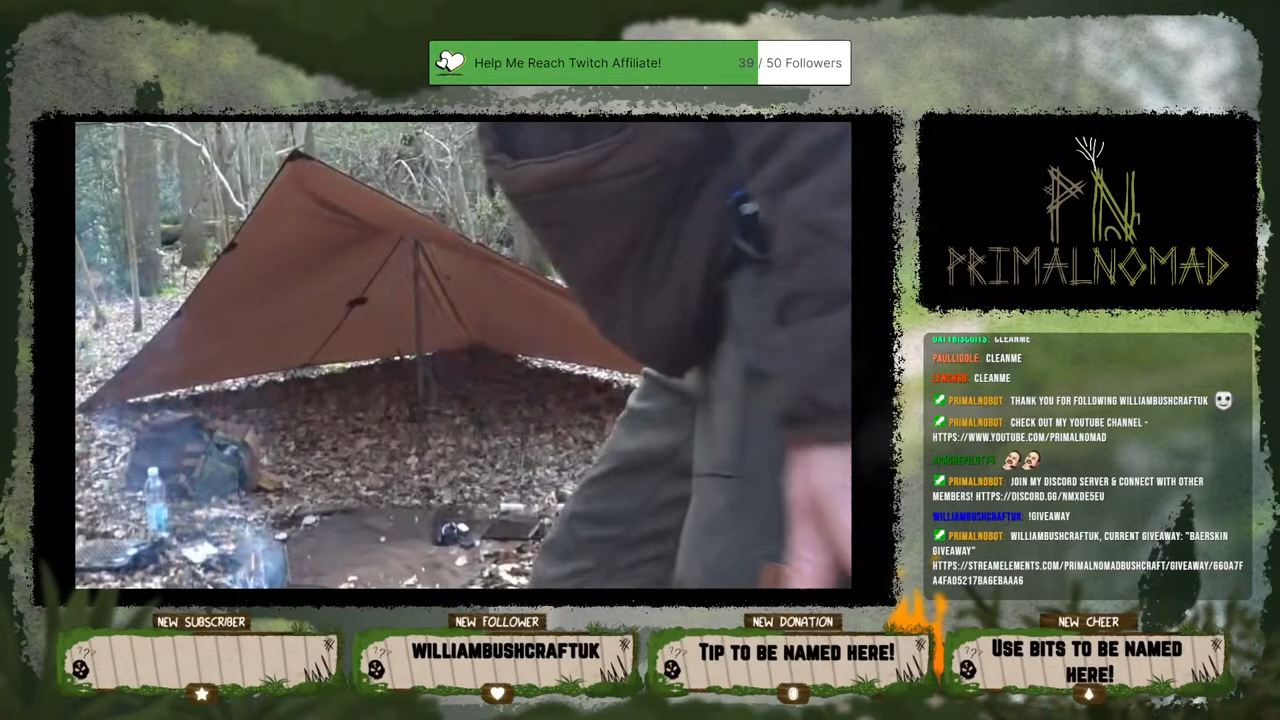 Help Me Reach Twitch Affiliate! 39 / 50 Followers
PN
PRIMALNOMAD
CLEANME
PAULLIDDLE: CLEANME
CLEANME
PRIMALNOBOT: THANK YOU FOR FOLLOWING WILLIAMBUSHCRAFTUK
PRIMALNOBOT: CHECK OUT MY YOUTUBE CHANNEL -
HTTPS://WWW.YOUTUBE.COM/PRIMALNOMAD
PRIMALNOBOT: JOIN MY DISCORD SERVER & CONNECT WITH OTHER
MEMBERS! HTTPS://DISCORD.GG/NMXDE5EU
WILLIAMBUSHCRAFTUK: !GIVEAWAY
PRIMALNOBOT: WILLIAMBUSHCRAFTUK, CURRENT GIVEAWAY: "BAERSKIN
GIVEAWAY"
HTTPS://STREAMELEMENTS.COM/PRIMALNOMADBUSHCRAFT/GIVEAWAY/660A7F
A4FAD5217BA6EBAAA6
NEW SUBSCRIBER
NEW FOLLOWER
NEW DONATION
NEW CHEER
WILLIAMBUSHCRAFTUK
TIP TO BE NAMED HERE!
USE BITS TO BE NAMED
HERE!